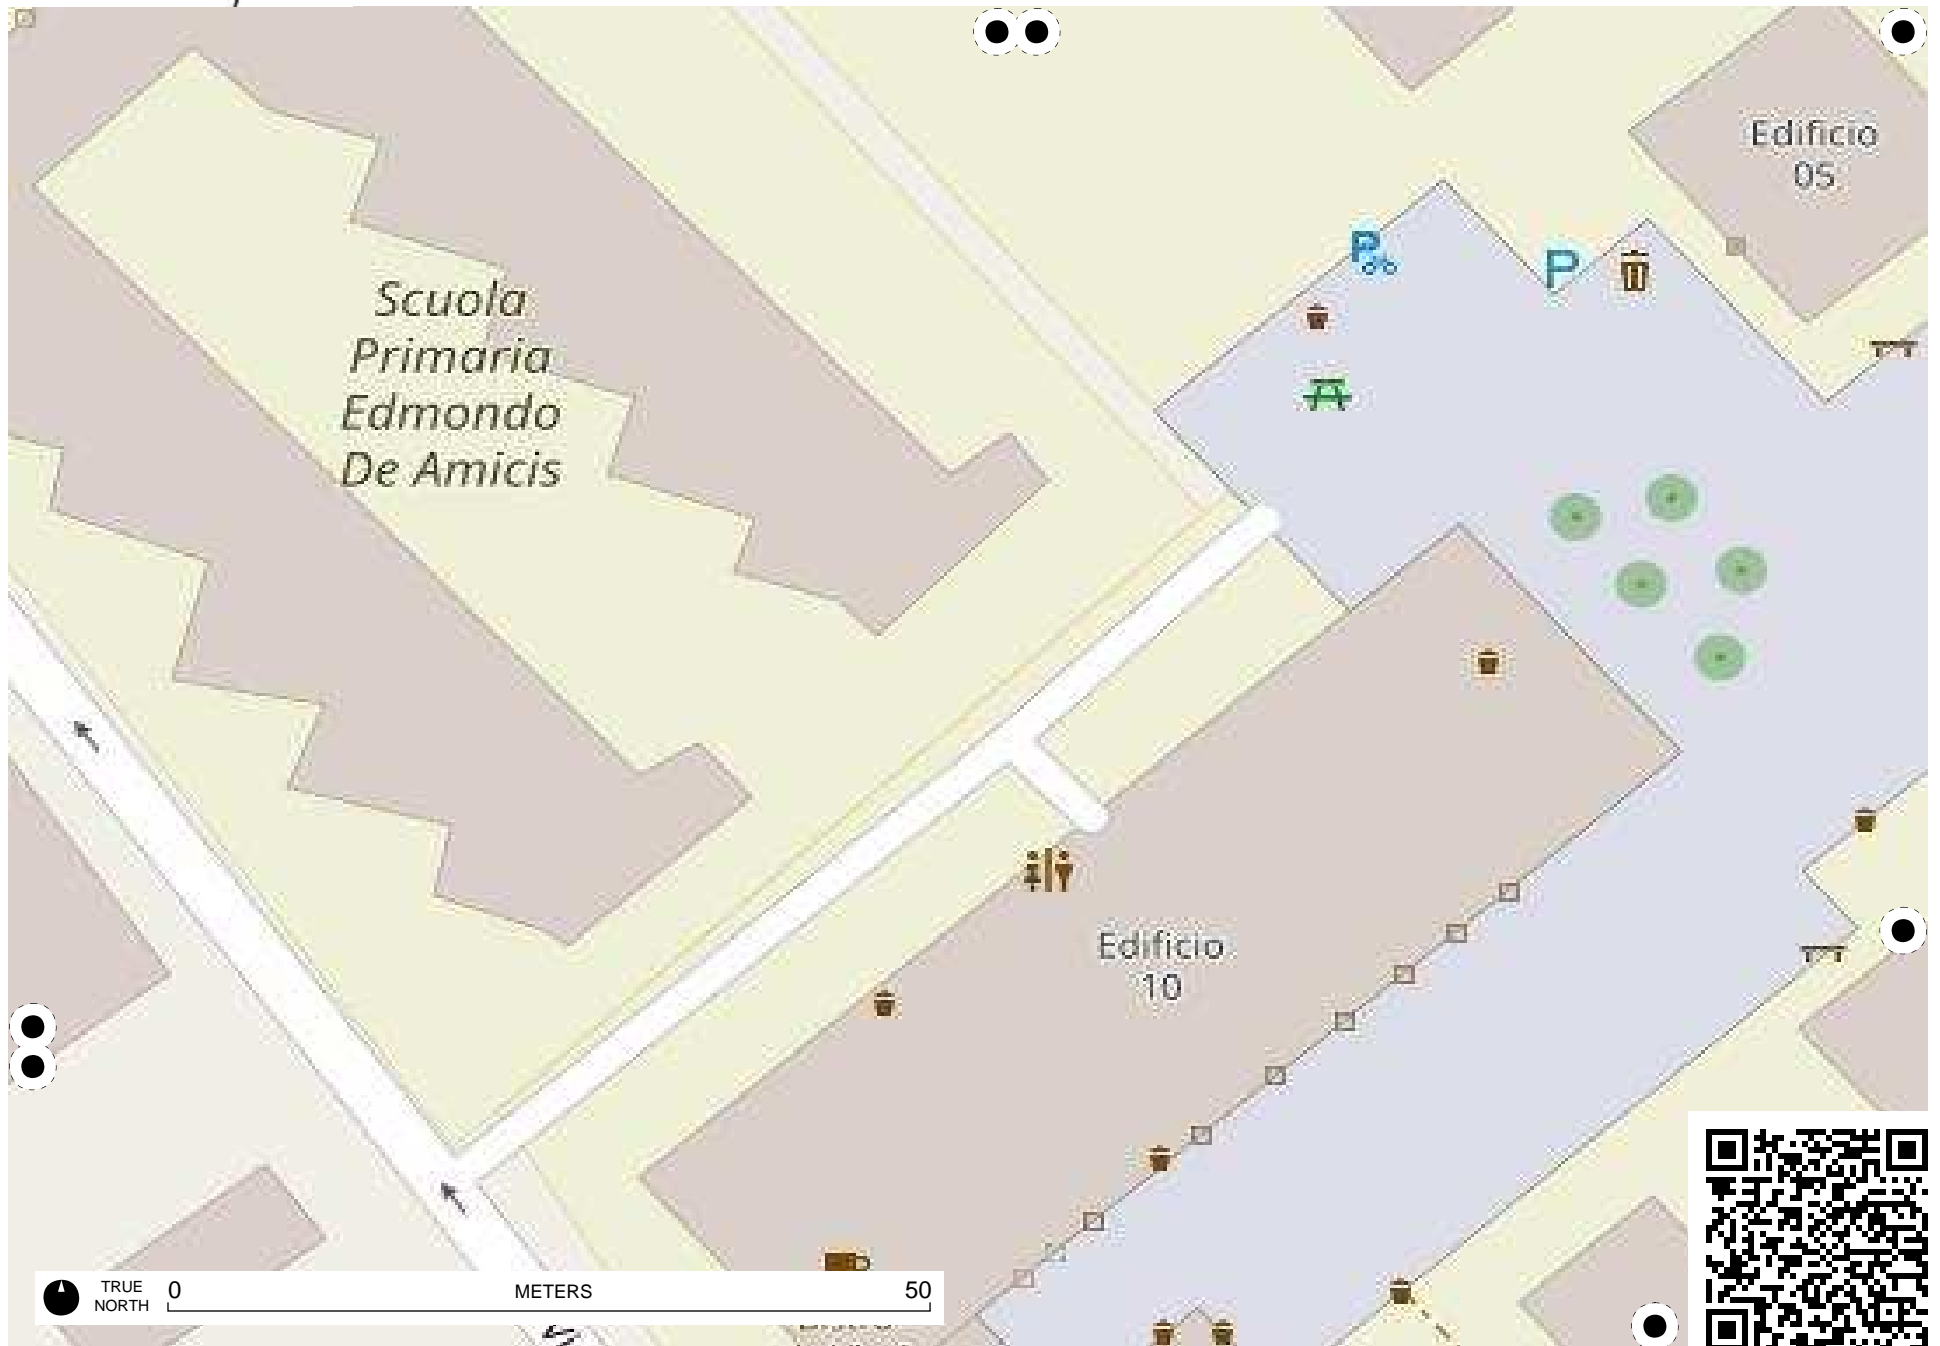 Edificio
05
P
P
Scuola
Primaria
Edmondo
De Amicis
Edificio
10
TRUE
NORTH
0
METERS
50